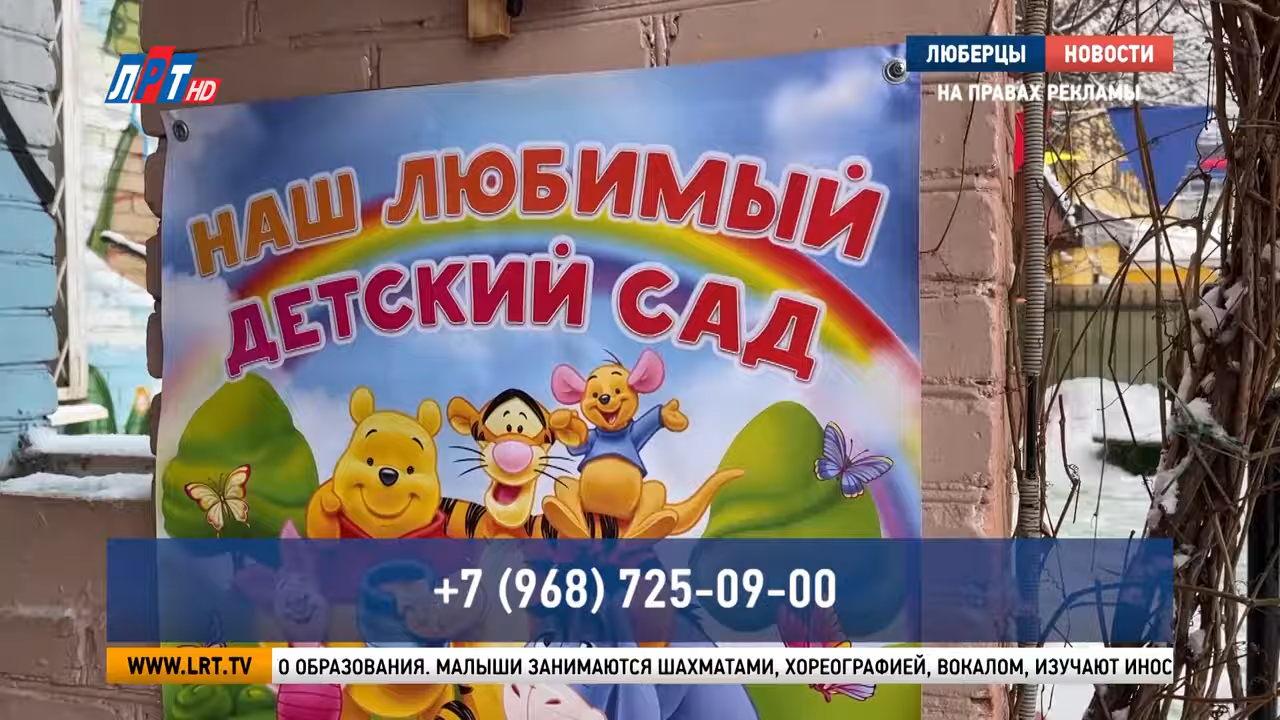 ЛРТ HD
ЛЮБЕРЦЫ НОВОСТИ
НА ПРАВАХ РЕКЛАМЫ
НАШ ЛЮБИМЫЙ
ДЕТСКИЙ САД
+7 (968) 725-09-00
WWW.LRT.TV
О ОБРАЗОВАНИЯ. МАЛЫШИ ЗАНИМАЮТСЯ ШАХМАТАМИ, ХОРЕОГРАФИЕЙ, ВОКАЛОМ, ИЗУЧАЮТ ИНОС